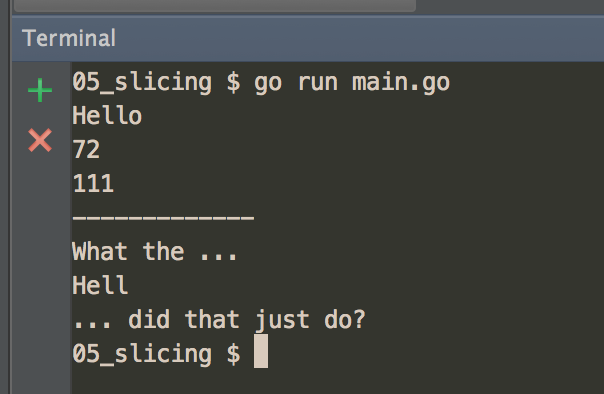 Terminal
05_slicing $ go run main.go
Hello
72
111
-------------
What the ...
Hell
... did that just do?
05_slicing $